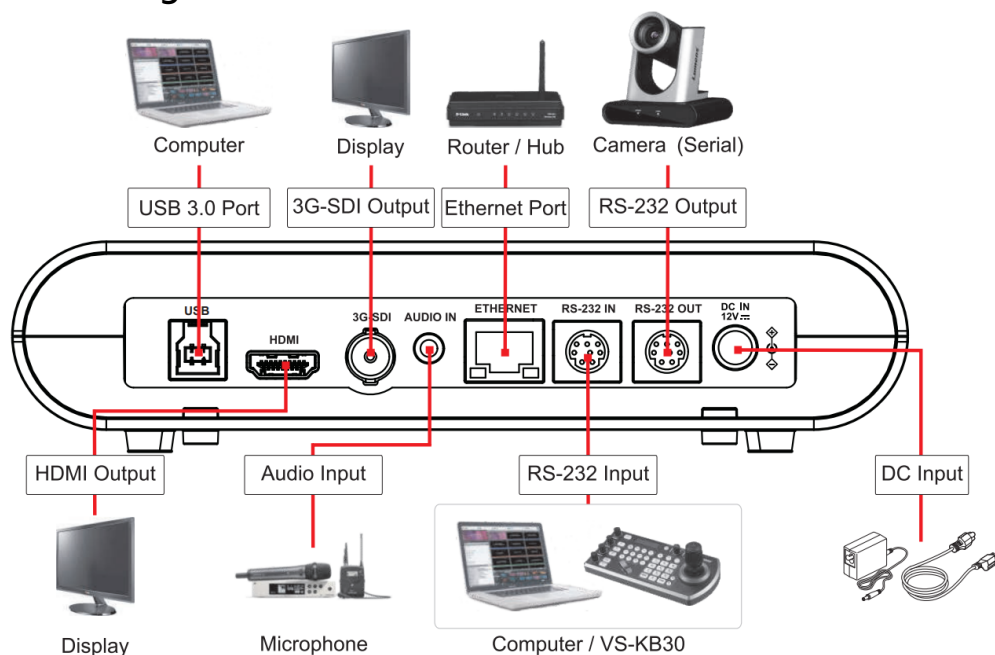 Computer
Display
Router / Hub
Camera (Serial)
USB 3.0 Port
3G-SDI Output
Ethernet Port
RS-232 Output
USB
HDMI
3G-SDI
AUDIO IN
ETHERNET
RS-232 IN
RS-232 OUT
DC IN
12V
HDMI Output
Audio Input
RS-232 Input
DC Input
Display
Microphone
Computer / VS-KB30